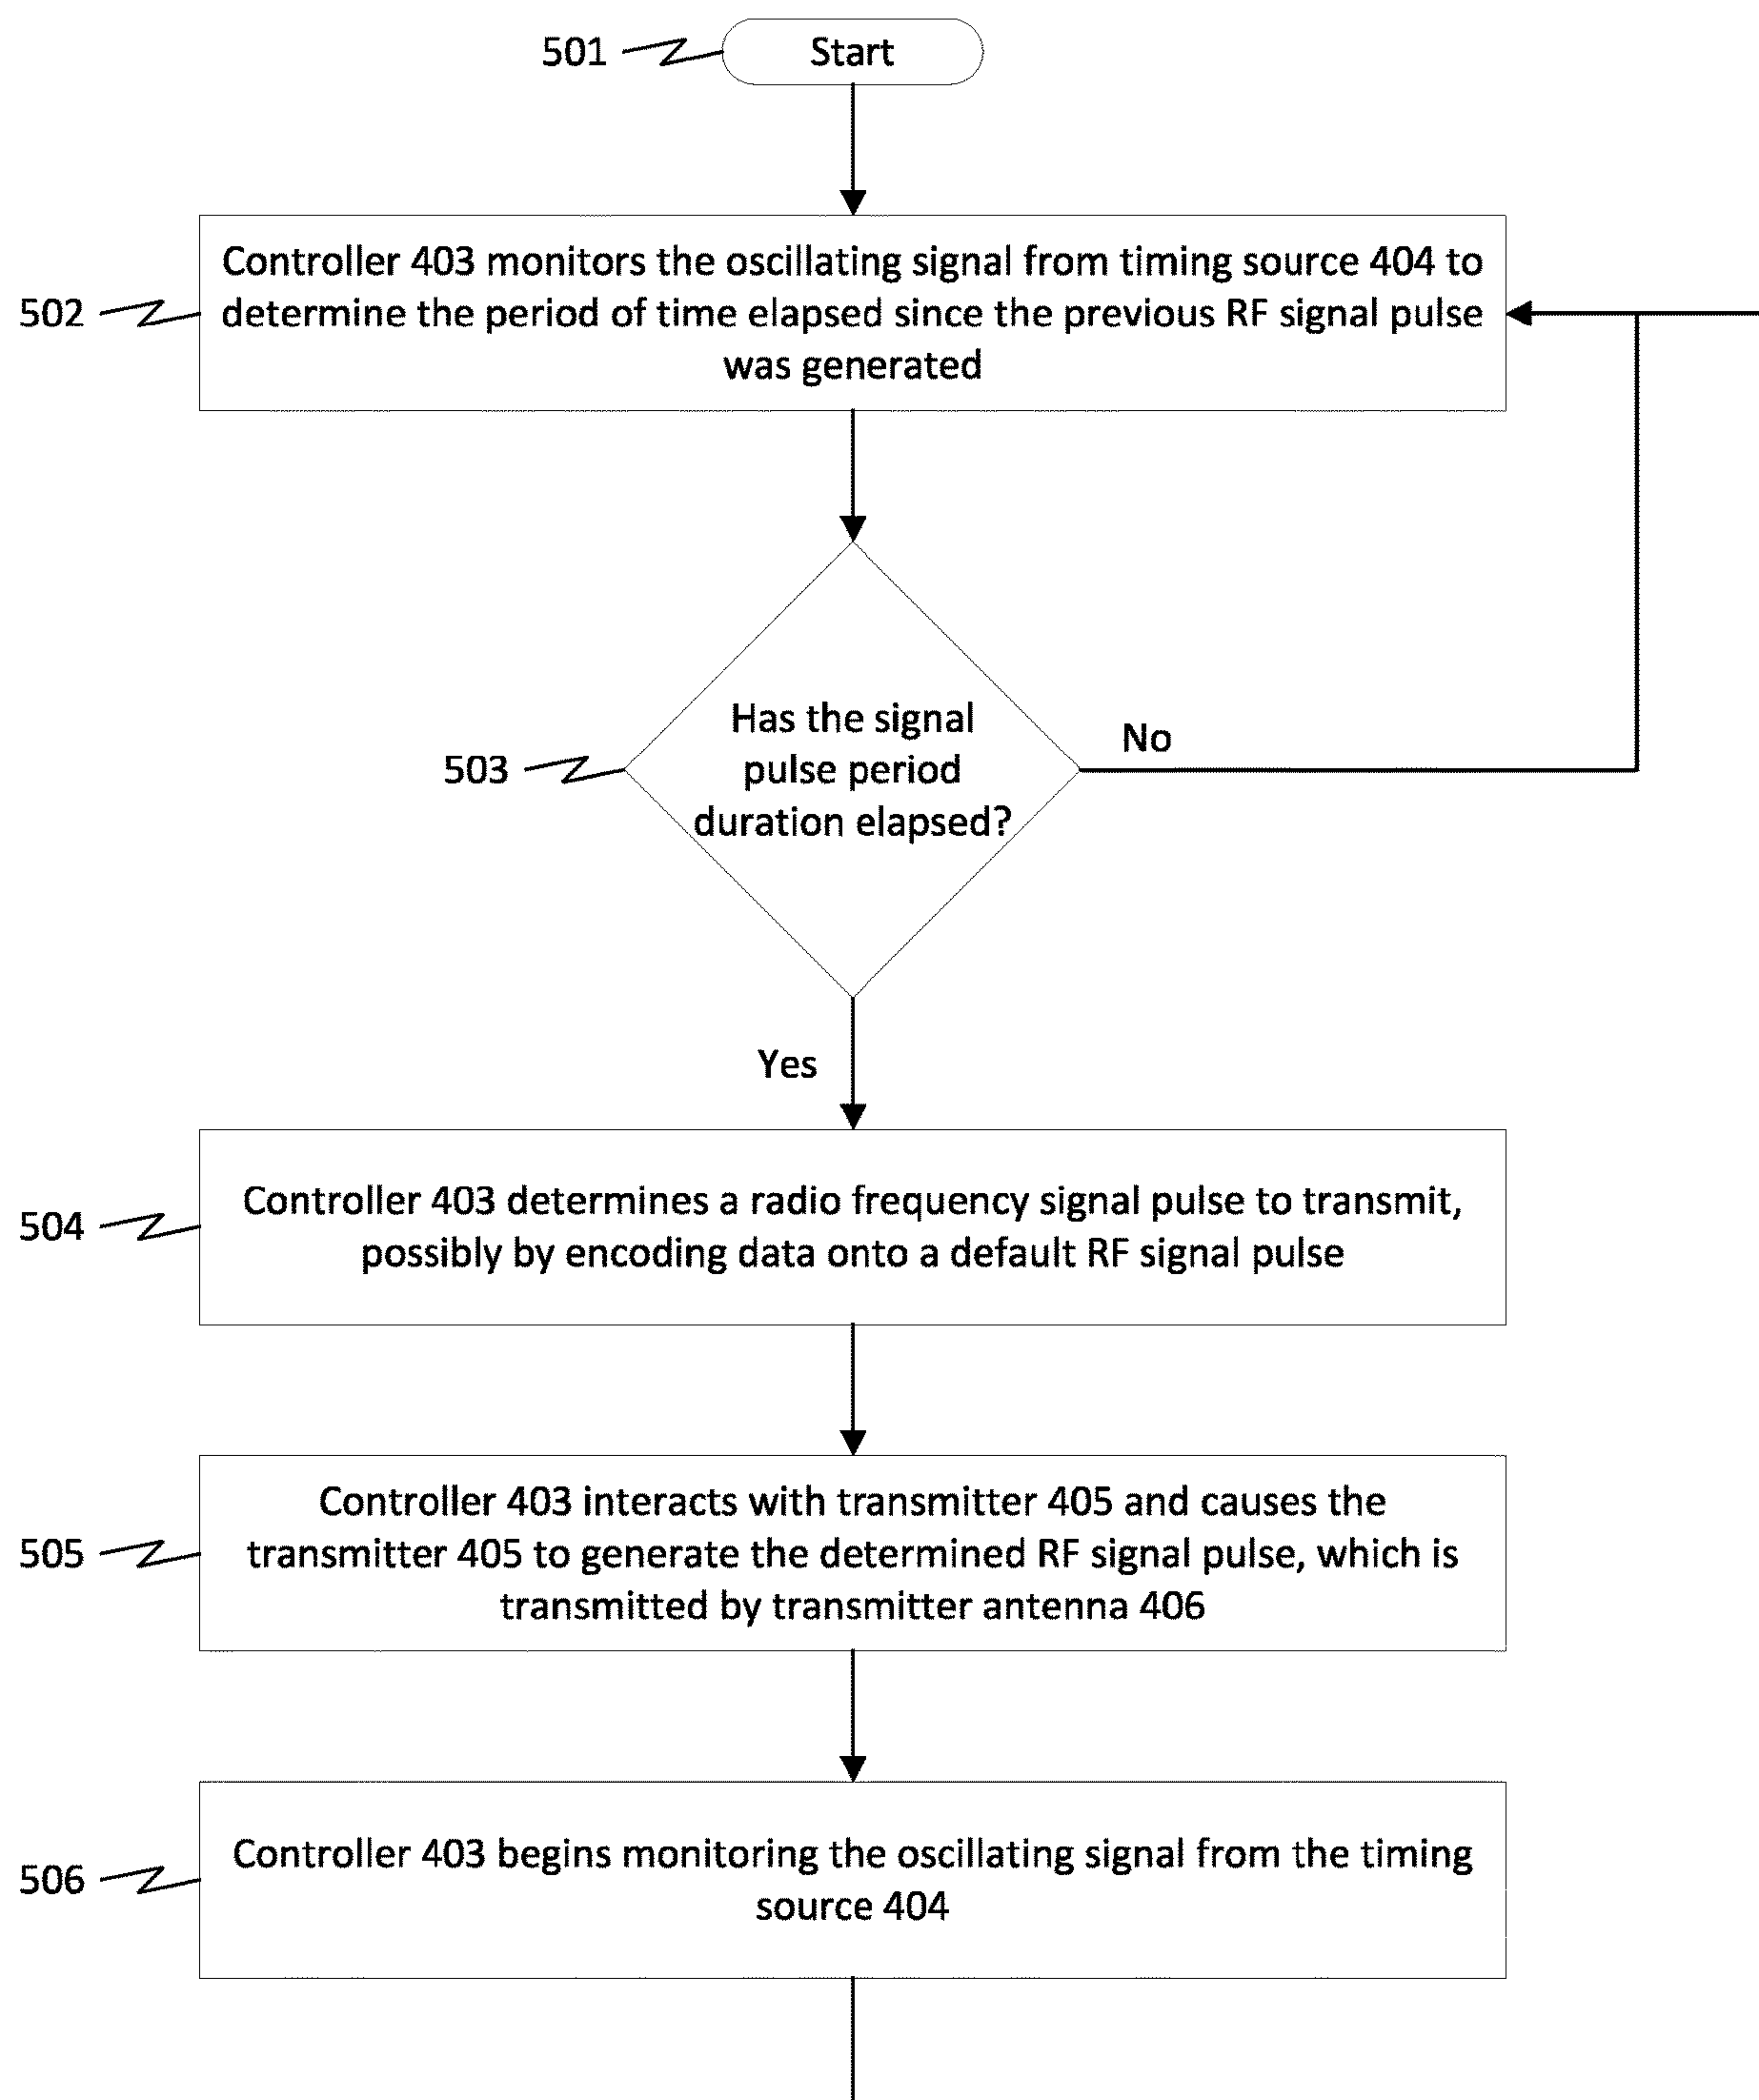 501
Start
502
Controller 403 monitors the oscillating signal from timing source 404 to
determine the period of time elapsed since the previous RF signal pulse
was generated
503
Has the signal
pulse period
duration elapsed?
No
Yes
504
Controller 403 determines a radio frequency signal pulse to transmit,
possibly by encoding data onto a default RF signal pulse
505
Controller 403 interacts with transmitter 405 and causes the
transmitter 405 to generate the determined RF signal pulse, which is
transmitted by transmitter antenna 406
506
Controller 403 begins monitoring the oscillating signal from the timing
source 404